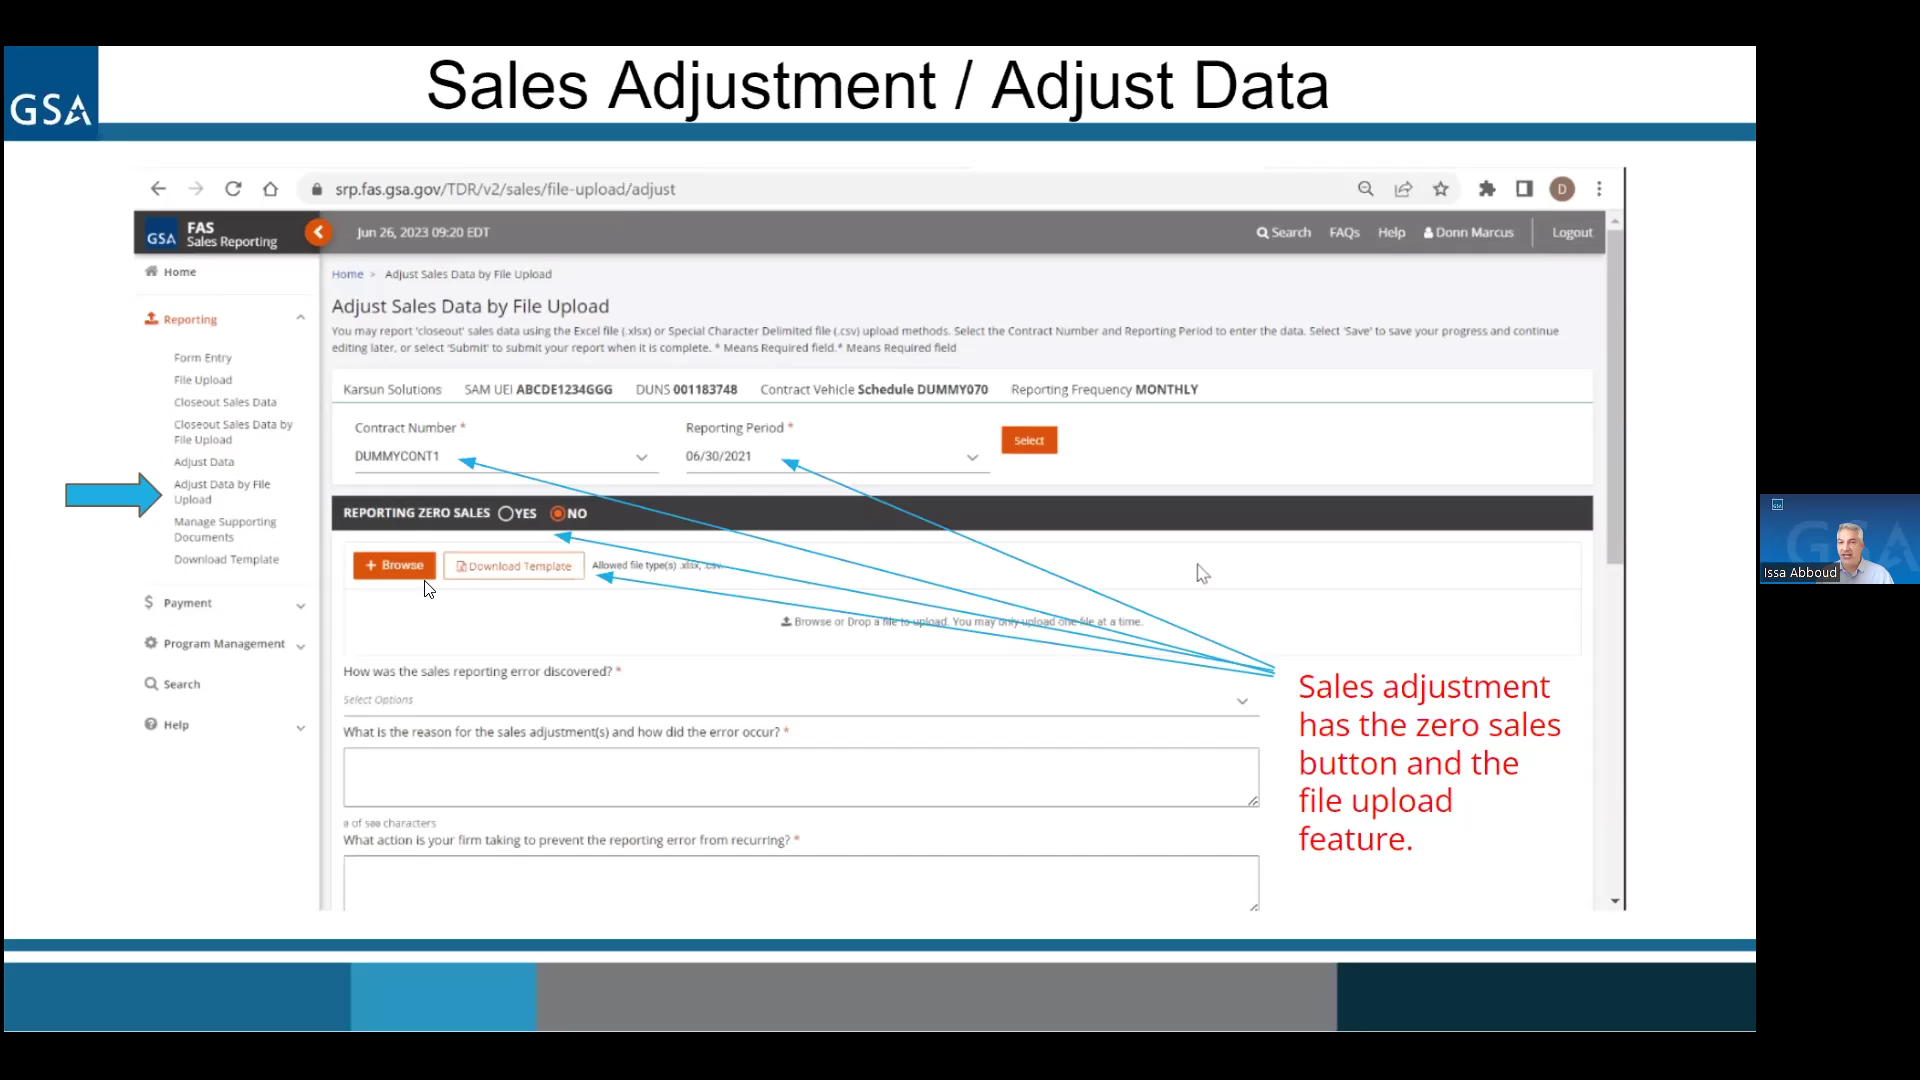 GSA
Sales Adjustment / Adjust Data
srp.fas.gsa.gov/TDR/v2/sales/file-upload/adjust
D
GSA
FAS
Sales Reporting
Jun 26, 2023 09:20 EDT
Search
FAQs
Help
Donn Marcus
Logout
Home
Reporting
Form Entry
File Upload
Closeout Sales Data
Closeout Sales Data by
File Upload
Adjust Data
Adjust Data by File
Upload
Manage Supporting
Documents
Download Template
$ Payment
Program Management
Search
Help
Home > Adjust Sales Data by File Upload
Adjust Sales Data by File Upload
You may report 'closeout' sales data using the Excel file (.xlsx) or Special Character Delimited file (.csv) upload methods. Select the Contract Number and Reporting Period to enter the data. Select 'Save' to save your progress and continue
editing later, or select 'Submit' to submit your report when it is complete. * Means Required field.* Means Required field
Karsun Solutions SAM UEI ABCDE1234GGG DUNS 001183748 Contract Vehicle Schedule DUMMY070 Reporting Frequency MONTHLY
Contract Number * Reporting Period *
DUMMYCONT1 06/30/2021 Select
REPORTING ZERO SALES YES NO
+ Browse Download Template Allowed file type(s) .xlsx, .csv
Browse or Drop a file to upload. You may only upload one file at a time.
How was the sales reporting error discovered? *
Select Options
What is the reason for the sales adjustment(s) and how did the error occur? *
of 500 characters
What action is your firm taking to prevent the reporting error from recurring? *
Sales adjustment
has the zero sales
button and the
file upload
feature.
GSA
Issa Abboud